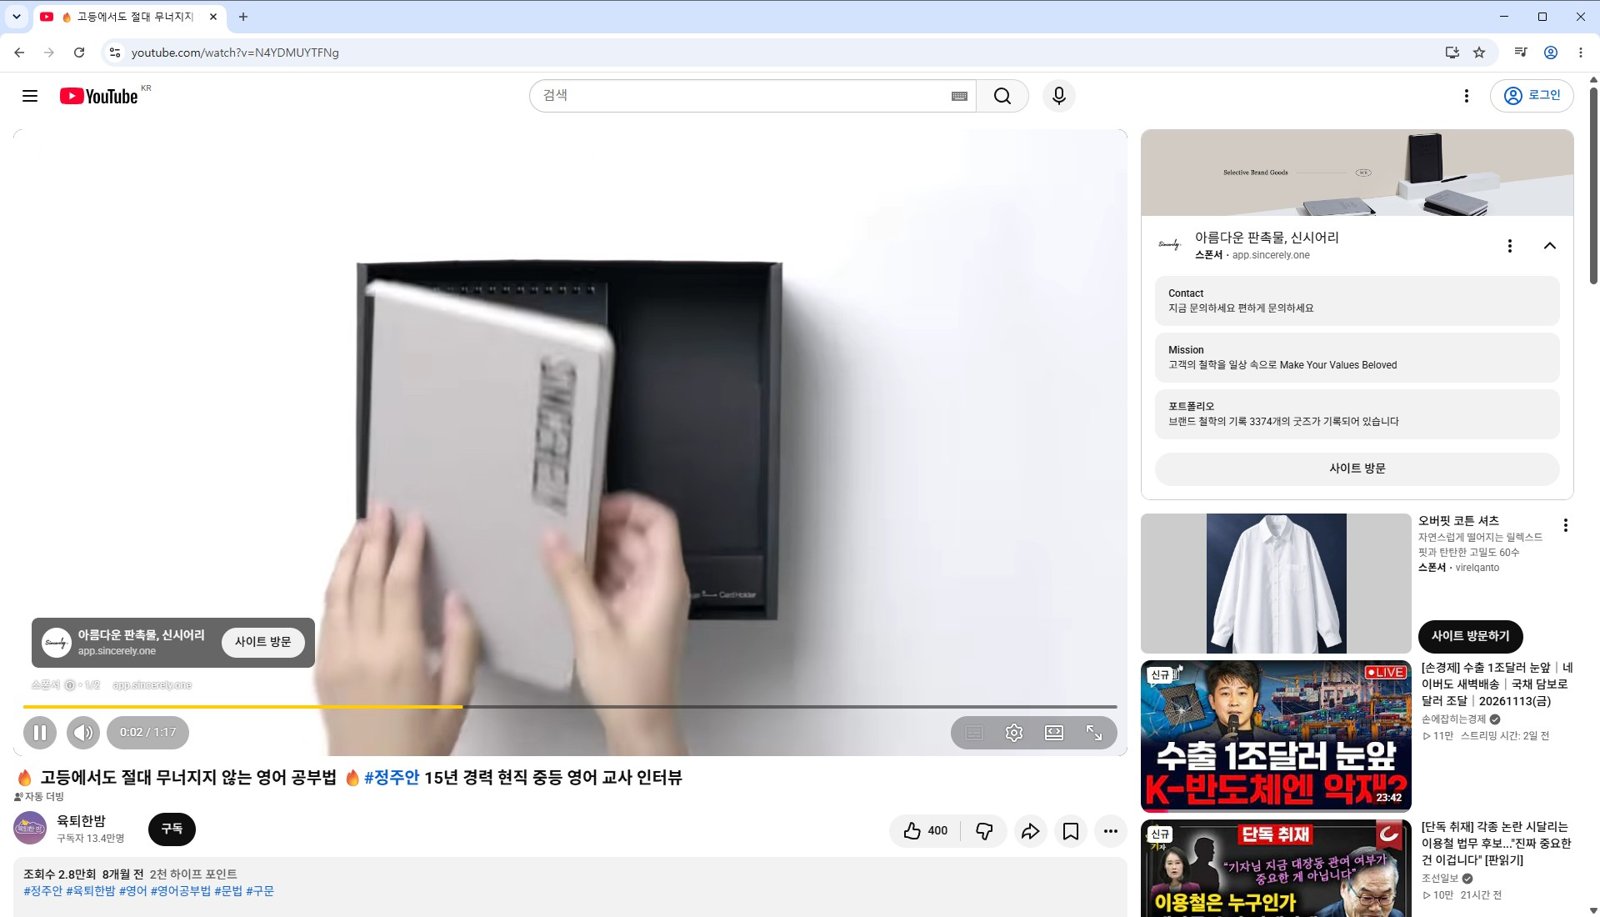 🔥 고등에서도 절대 무너지지
youtube.com/watch?v=N4YDMUYTFNg
YouTube KR
검색
로그인
Selective Brand Goods
WE
Sincerely
아름다운 판촉물, 신시어리
스폰서 · app.sincerely.one
Contact
지금 문의하세요 편하게 문의하세요
Mission
고객의 철학을 일상 속으로 Make Your Values Beloved
포트폴리오
브랜드 철학의 기록 3374개의 굿즈가 기록되어 있습니다
사이트 방문
CardHolder
Sincerely
아름다운 판촉물, 신시어리
app.sincerely.one
사이트 방문
스폰서 · 1/2 app.sincerely.one
0:02 / 1:17
오버핏 코튼 셔츠
자연스럽게 떨어지는 릴렉스드
핏과 탄탄한 고밀도 60수
스폰서 · virelqanto
사이트 방문하기
신규
LIVE
수출 1조달러 눈앞
K-반도체엔 악재?
23:42
[손경제] 수출 1조달러 눈앞｜네
이버도 새벽배송｜국채 담보로
달러 조달｜20261113(금)
손에잡히는경제
11만 스트리밍 시간: 2일 전
🔥 고등에서도 절대 무너지지 않는 영어 공부법 🔥#정주안 15년 경력 현직 중등 영어 교사 인터뷰
자동 더빙
육퇴한밤
구독자 13.4만명
구독
400
조회수 2.8만회 8개월 전 2천 하이프 포인트
#정주안 #육퇴한밤 #영어 #영어공부법 #문법 #구문
신규
단독 취재
"기자님 지금 대장동 관여 여부가
중요한 게 아닙니다"
이용철은 누구인가
[단독 취재] 각종 논란 시달리는
이용철 법무 후보..."진짜 중요한
건 이겁니다" [판읽기]
조선일보
10만 21시간 전